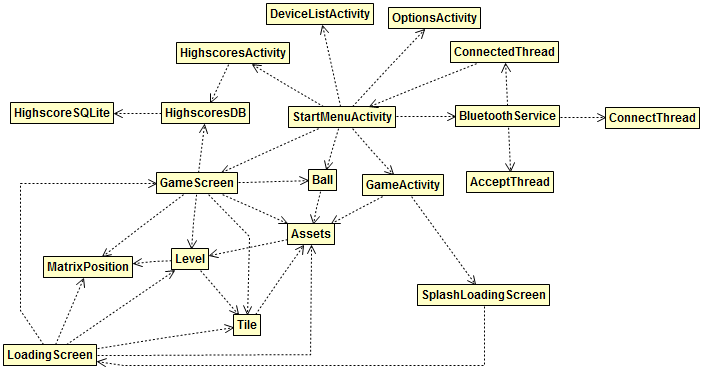 DeviceListActivity
OptionsActivity
HighscoresActivity
ConnectedThread
HighscoreSQLite
HighscoresDB
StartMenuActivity
BluetoothService
ConnectThread
GameScreen
Ball
GameActivity
AcceptThread
Assets
MatrixPosition
Level
SplashLoadingScreen
Tile
LoadingScreen